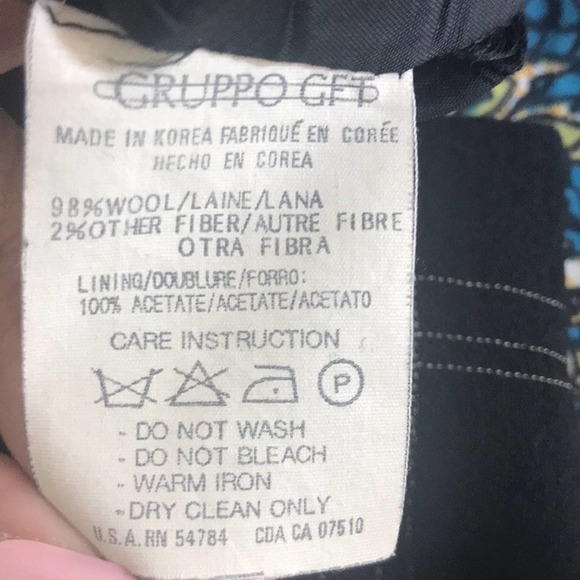 GRUPPO GFT
MADE IN KOREA FABRIQUÉ EN CORÉE
HECHO EN COREA
98%WOOL/LAINE/LANA
2%OTHER FIBER/AUTRE FIBRE
OTRA FIBRA
LINING/DOUBLURE/FORRO:
100% ACETATE/ACETATE/ACETATO
CARE INSTRUCTION
P
- DO NOT WASH
- DO NOT BLEACH
- WARM IRON
- DRY CLEAN ONLY
U.S.A. RN 54784 CDA CA 07510